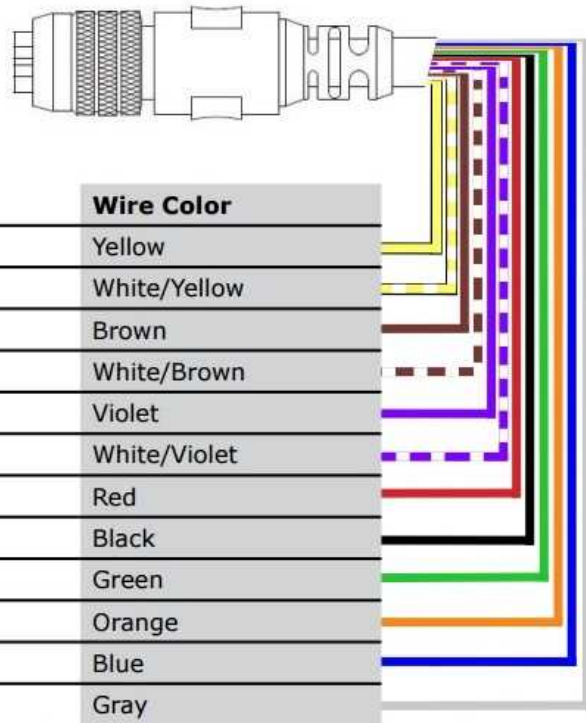 Wire Color
Yellow
White/Yellow
Brown
White/Brown
Violet
White/Violet
Red
Black
Green
Orange
Blue
Gray